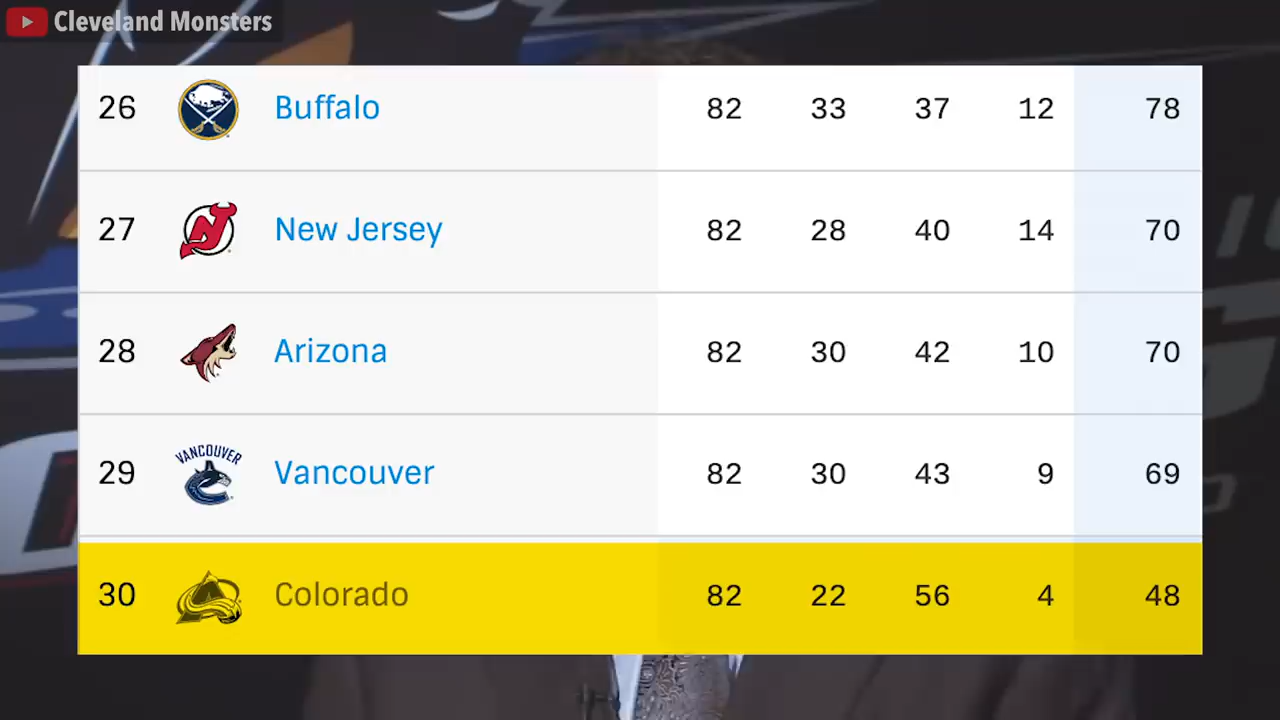 Cleveland Monsters
26 Buffalo 82 33 37 12 78
27 New Jersey 82 28 40 14 70
28 Arizona 82 30 42 10 70
VANCOUVER
29 Vancouver 82 30 43 9 69
30 Colorado 82 22 56 4 48